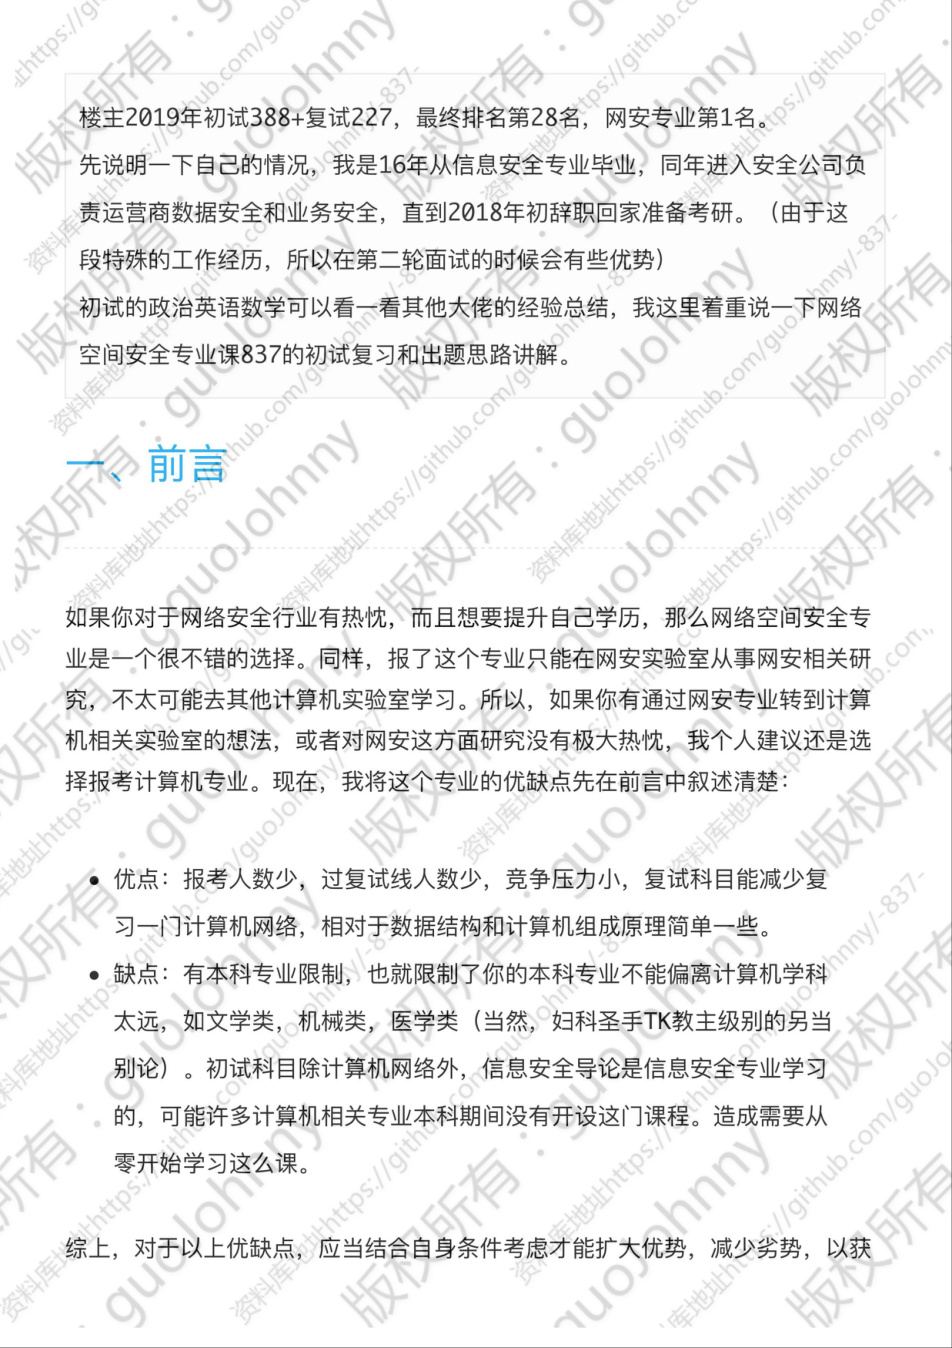 楼主2019年初试388+复试227，最终排名第28名，网安专业第1名。
先说明一下自己的情况，我是16年从信息安全专业毕业，同年进入安全公司负
责运营商数据安全和业务安全，直到2018年初辞职回家准备考研。（由于这
段特殊的工作经历，所以在第二轮面试的时候会有些优势）
初试的政治英语数学可以看一看其他大佬的经验总结，我这里着重说一下网络
空间安全专业课837的初试复习和出题思路讲解。
一、前言
如果你对于网络安全行业有热忱，而且想要提升自己学历，那么网络空间安全专
业是一个很不错的选择。同样，报了这个专业只能在网安实验室从事网安相关研
究，不太可能去其他计算机实验室学习。所以，如果你有通过网安专业转到计算
机相关实验室的想法，或者对网安这方面研究没有极大热忱，我个人建议还是选
择报考计算机专业。现在，我将这个专业的优缺点先在前言中叙述清楚：
• 优点：报考人数少，过复试线人数少，竞争压力小，复试科目能减少复
习一门计算机网络，相对于数据结构和计算机组成原理简单一些。
• 缺点：有本科专业限制，也就限制了你的本科专业不能偏离计算机学科
太远，如文学类，机械类，医学类（当然，妇科圣手TK教主级别的另当
别论）。初试科目除计算机网络外，信息安全导论是信息安全专业学习
的，可能许多计算机相关专业本科期间没有开设这门课程。造成需要从
零开始学习这么课。
综上，对于以上优缺点，应当结合自身条件考虑才能扩大优势，减少劣势，以获
版权所有：guoJohnny
资料库地址https://github.com/guoJohnny/-837-